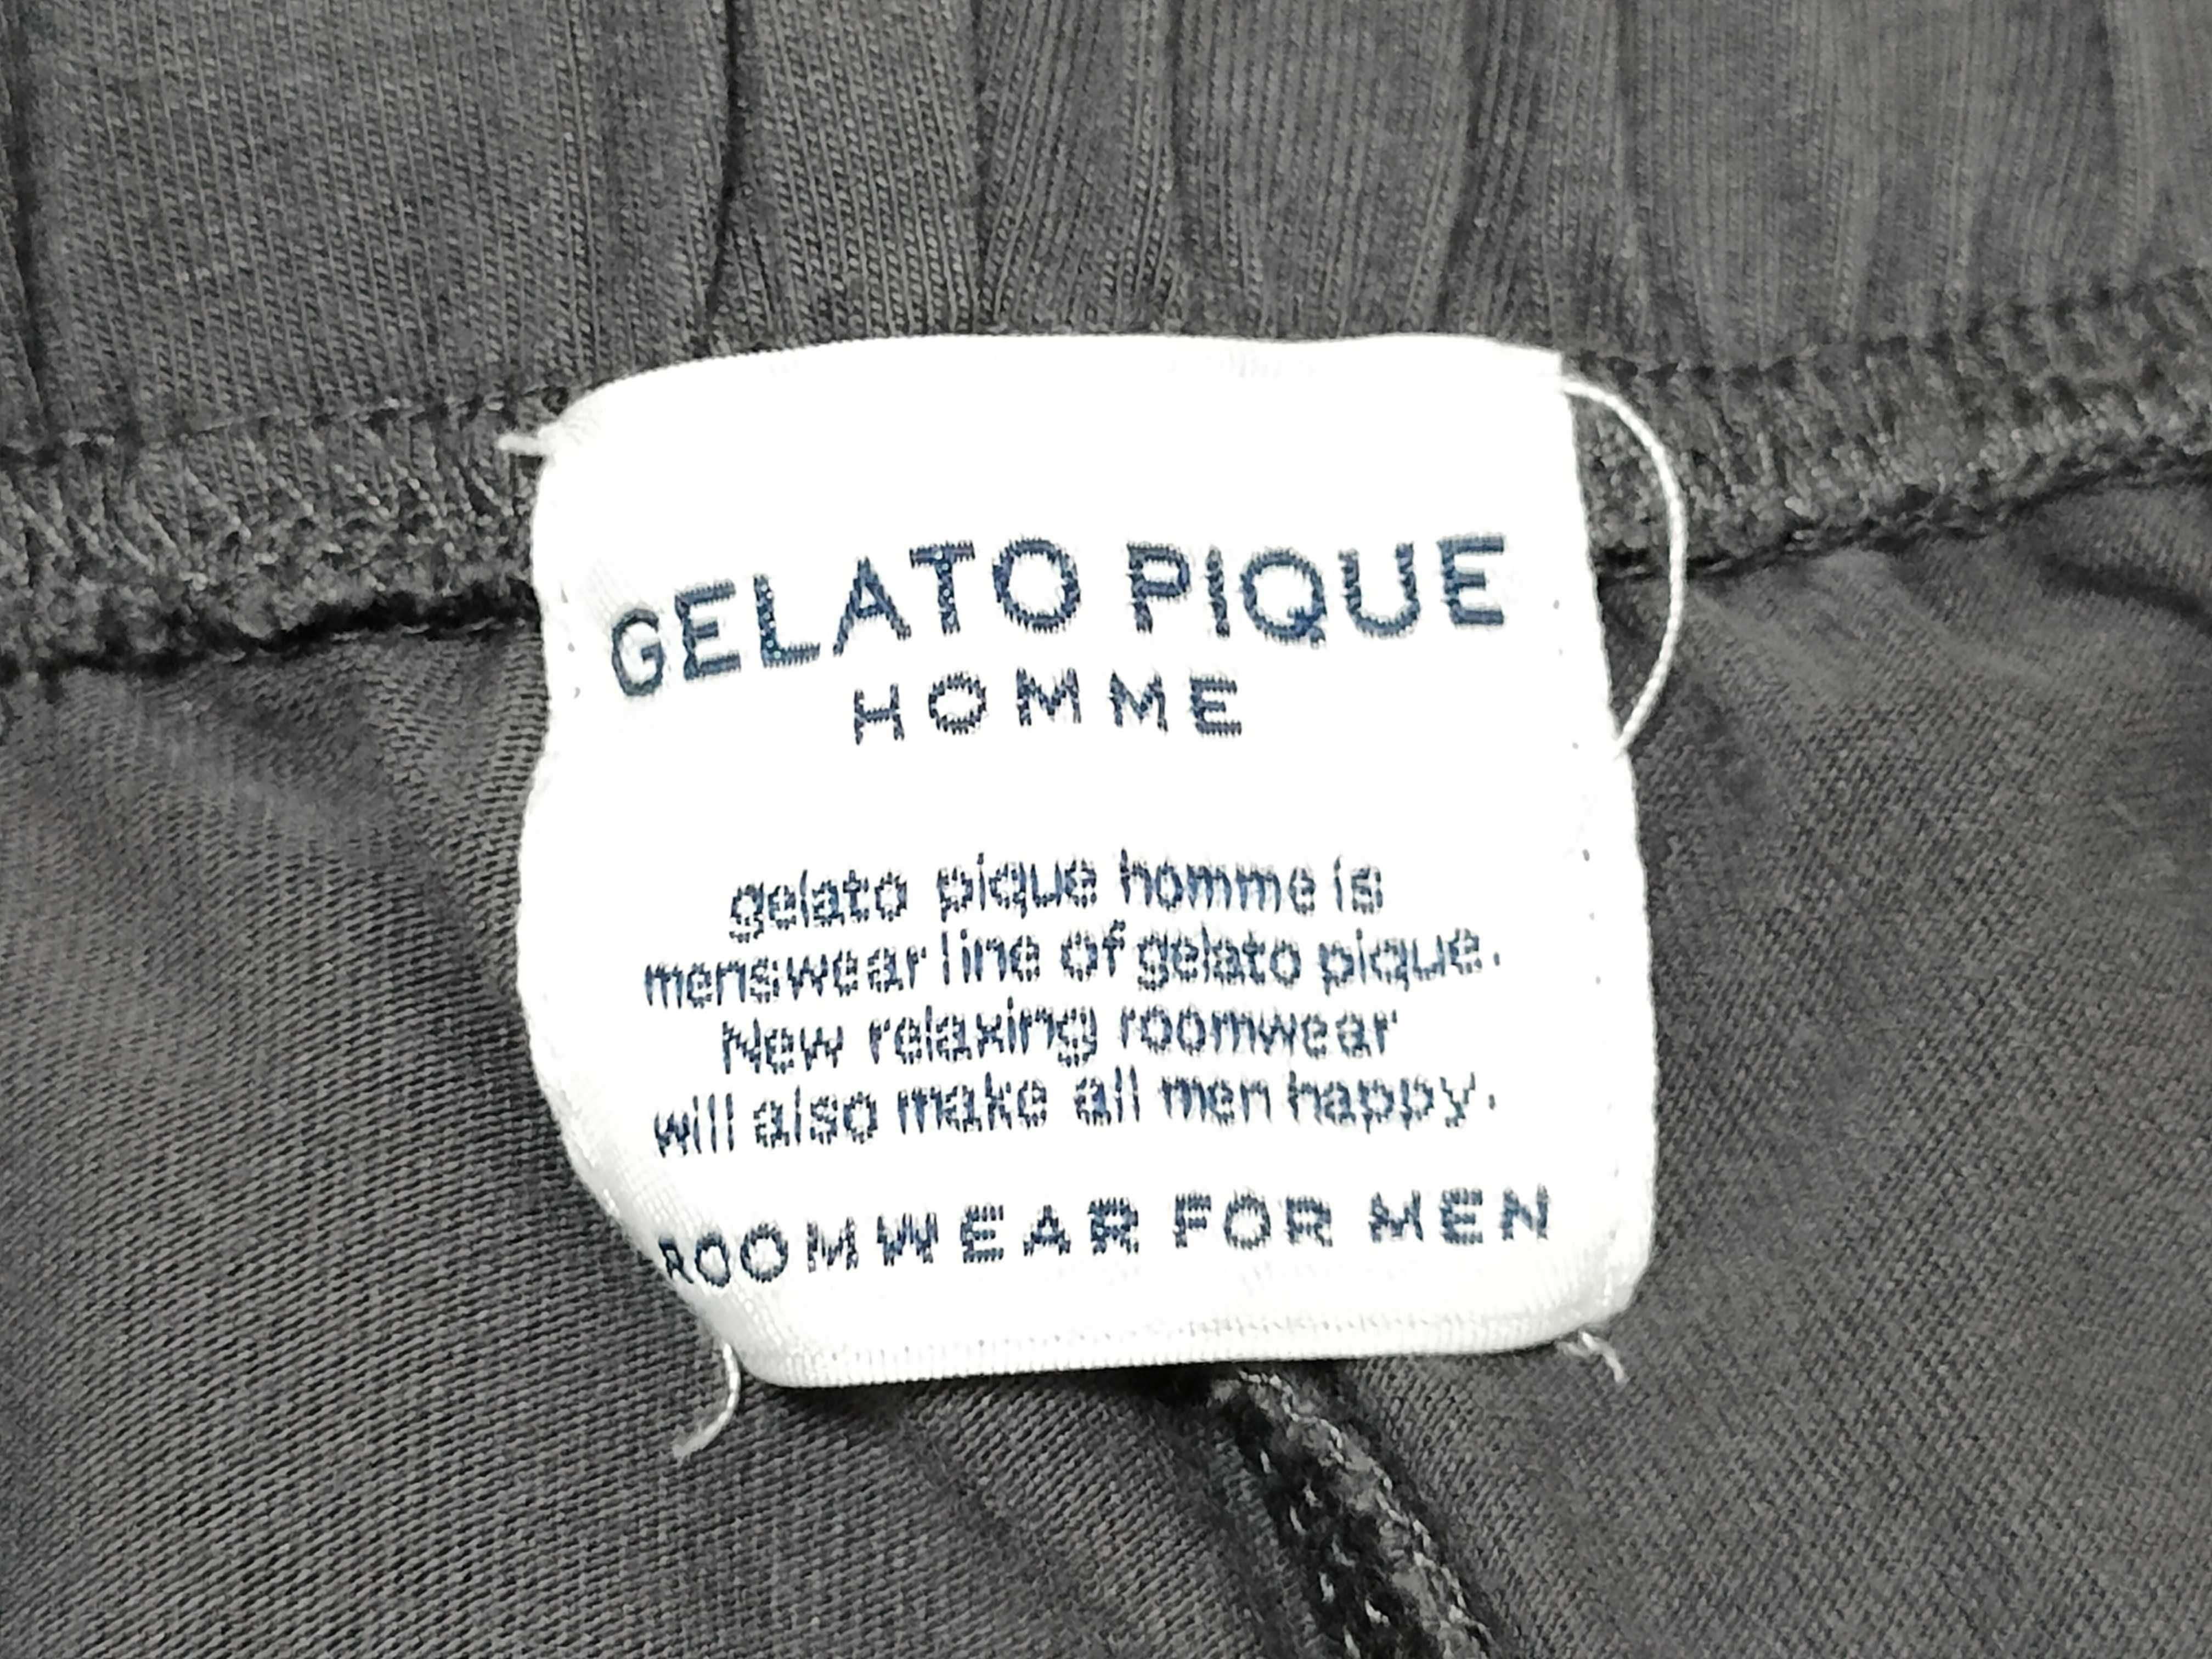 GELATO PIQUE
HOMME
gelato pique homme is
menswear line of gelato pique.
New relaxing roomwear
will also make all men happy.
ROOMWEAR FOR MEN